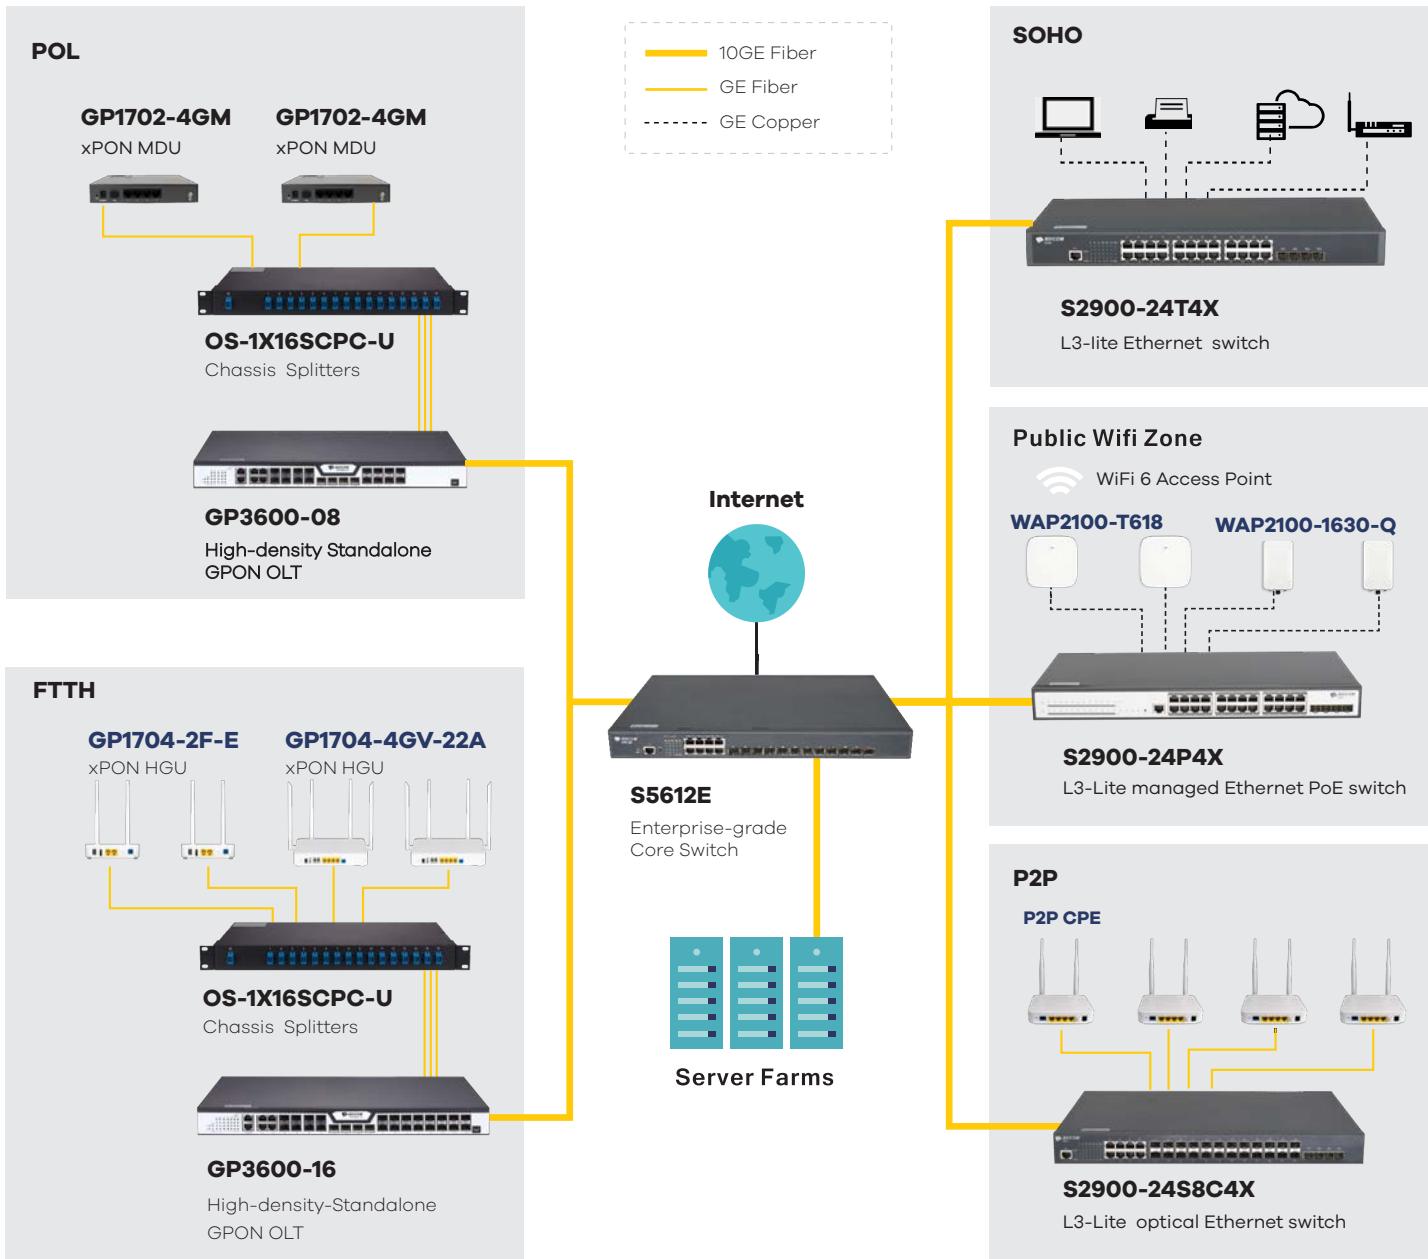 POL
GP1702-4GM
xPON MDU
GP1702-4GM
xPON MDU
OS-1X16SCPC-U
Chassis Splitters
GP3600-08
High-density Standalone
GPON OLT
FTTH
GP1704-2F-E
xPON HGU
GP1704-4GV-22A
xPON HGU
OS-1X16SCPC-U
Chassis Splitters
GP3600-16
High-density-Standalone
GPON OLT
10GE Fiber
GE Fiber
GE Copper
Internet
S5612E
Enterprise-grade
Core Switch
Server Farms
SOHO
S2900-24T4X
L3-lite Ethernet switch
Public Wifi Zone
WiFi 6 Access Point
WAP2100-T618
WAP2100-1630-Q
S2900-24P4X
L3-Lite managed Ethernet PoE switch
P2P
P2P CPE
S2900-24S8C4X
L3-Lite optical Ethernet switch